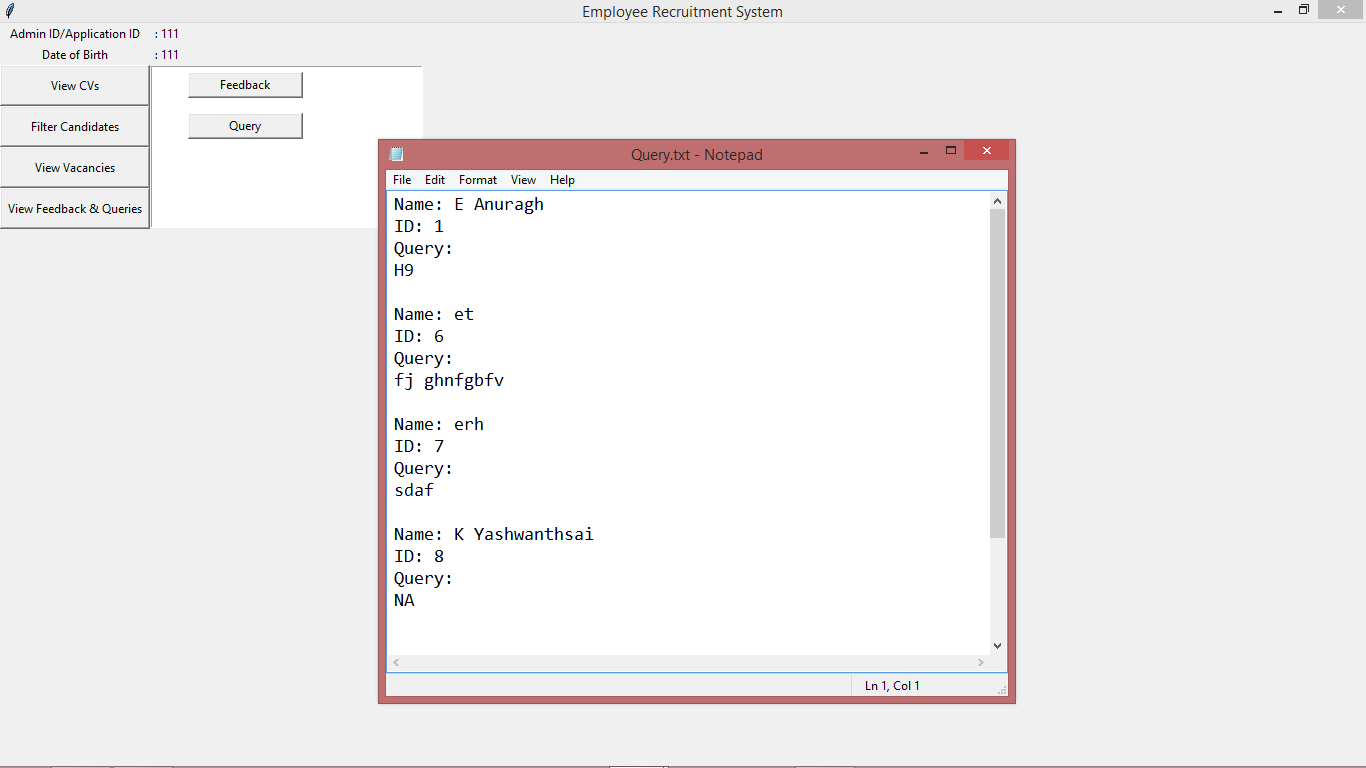 Employee Recruitment System
Admin ID/Application ID : 111
Date of Birth : 111
View CVs
Filter Candidates
View Vacancies
View Feedback & Queries
Feedback
Query
Query.txt - Notepad
File Edit Format View Help
Name: E Anuragh
ID: 1
Query:
H9
Name: et
ID: 6
Query:
fj ghnfgbfv
Name: erh
ID: 7
Query:
sdaf
Name: K Yashwanthsai
ID: 8
Query:
NA
Ln 1, Col 1